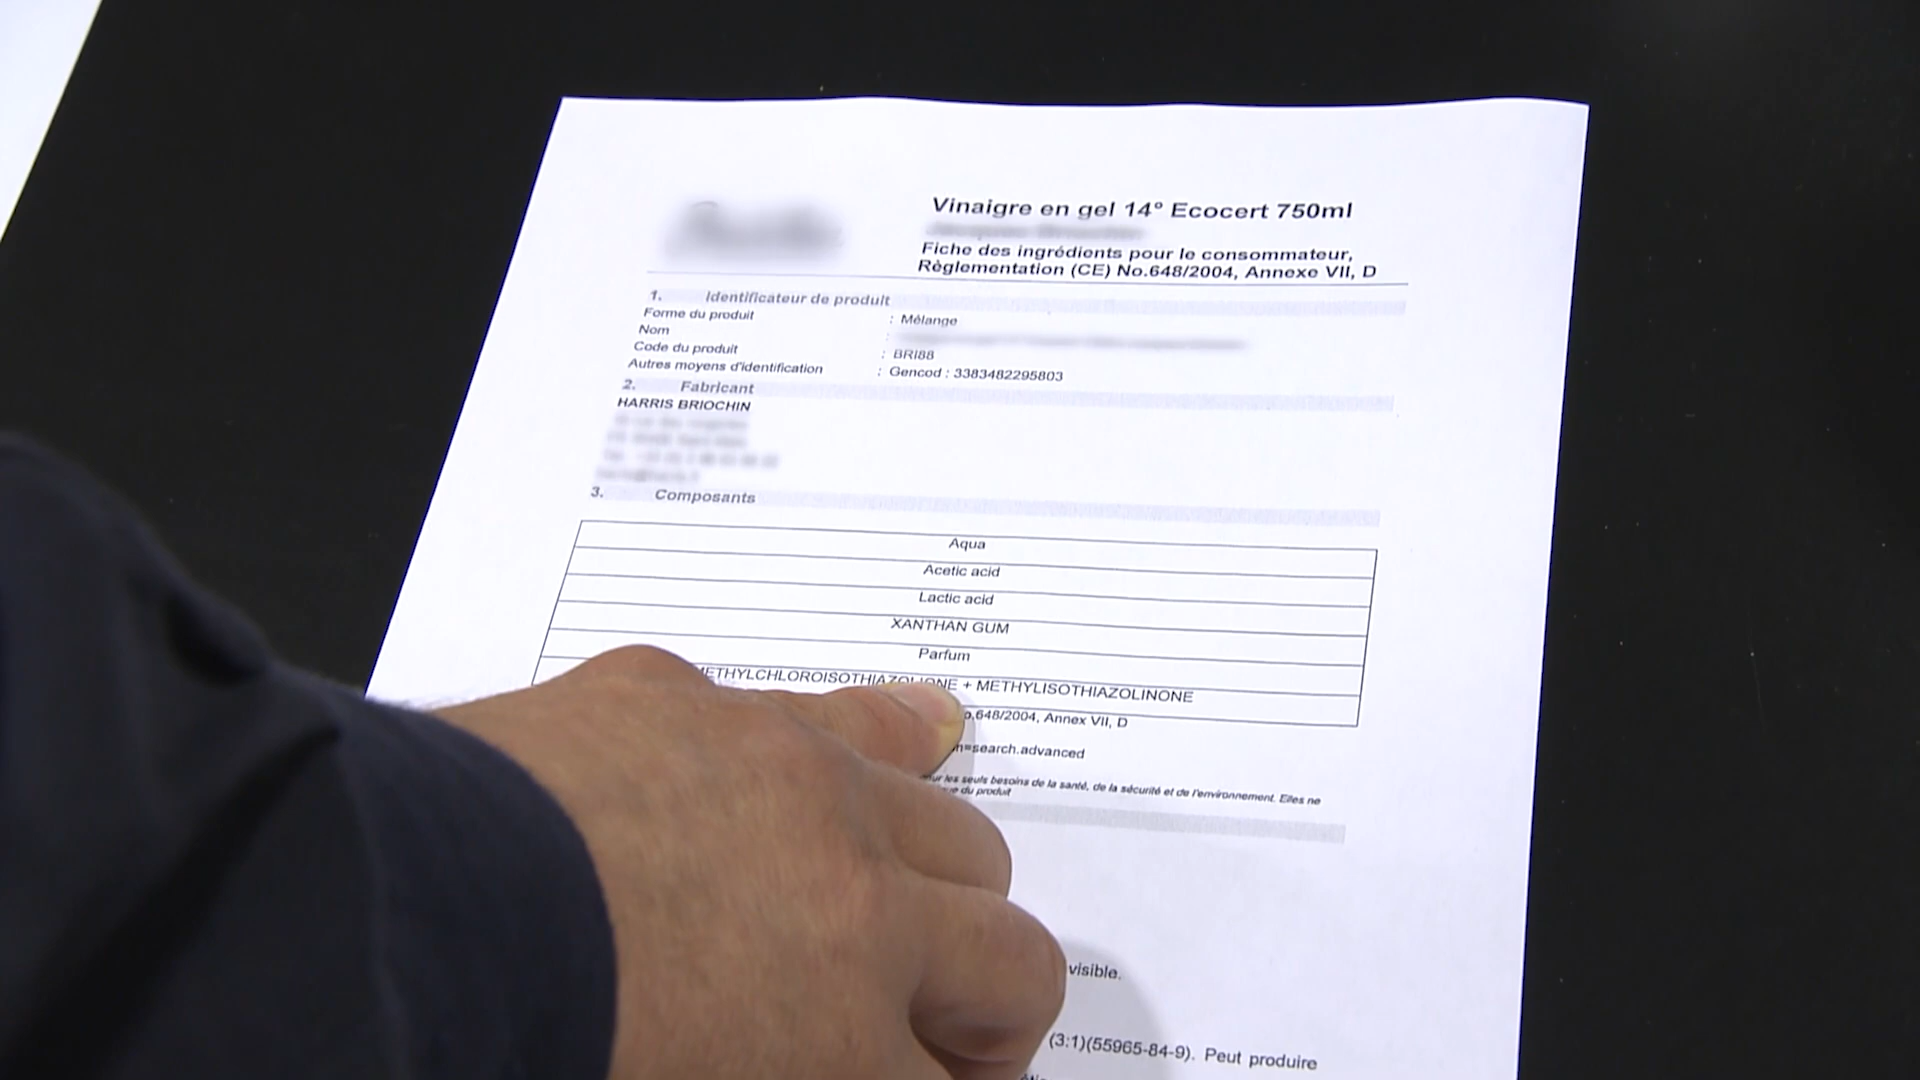 Vinaigre en gel 14° Ecocert 750ml
Fiche des ingrédients pour le consommateur,
Règlementation (CE) No.648/2004, Annexe VII, D
1. Identificateur de produit
Forme du produit : Mélange
Nom :
Code du produit : BRI88
Autres moyens d'identification : Gencod : 3383482295803
2. Fabricant
HARRIS BRIOCHIN
3. Composants
Aqua
Acetic acid
Lactic acid
XANTHAN GUM
Parfum
METHYLCHLOROISOTHIAZOLINONE + METHYLISOTHIAZOLINONE
o.648/2004, Annex VII, D
n=search.advanced
our les seuls besoins de la santé, de la sécurité et de l'environnement. Elles ne
du produit
visible.
(3:1)(55965-84-9). Peut produire